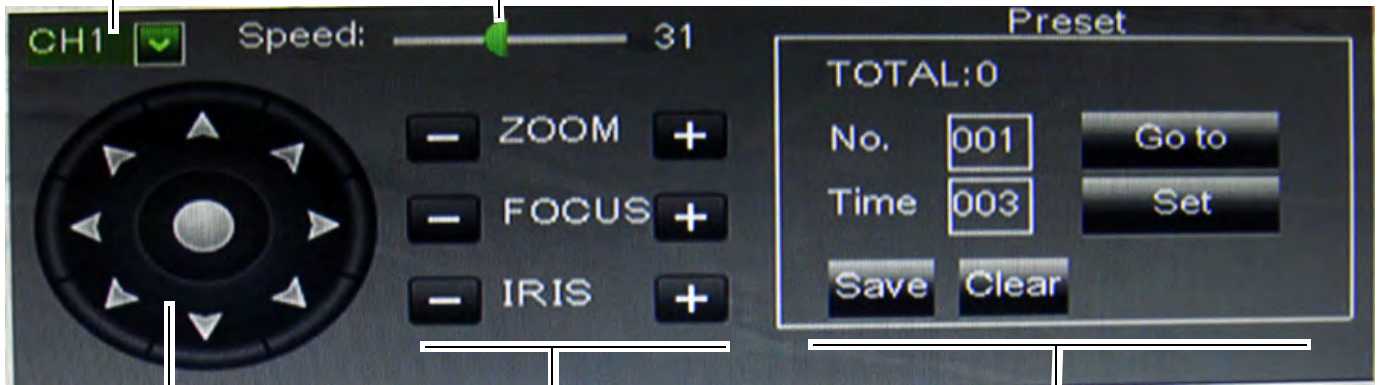 CH1
Speed: 31
ZOOM
FOCUS
IRIS
Preset
TOTAL:0
No. 001 Go to
Time 003 Set
Save Clear